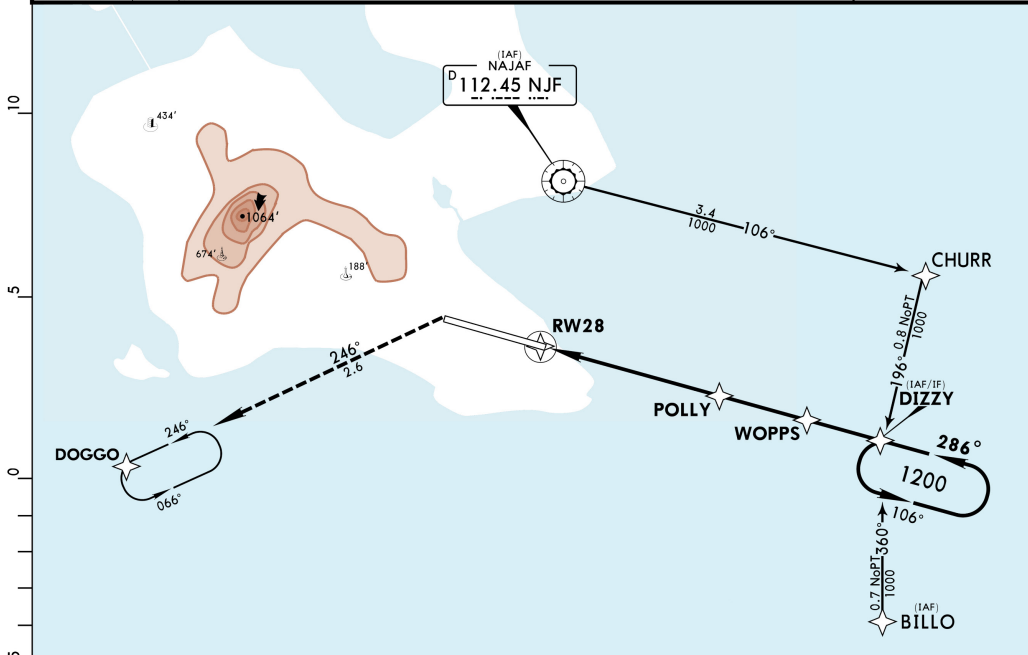 (IAF)
NAJAF
D 112.45 NJF
10
434'
1064'
674'
188'
3.4
1000
106°
CHURR
5
RW28
0.8 NoPT
1000
196°
(IAF/IF)
DIZZY
246°
2.6
POLLY
WOPPS
286°
1200
106°
DOGGO
246°
066°
0
360°
0.7 NoPT
1000
(IAF)
BILLO
5